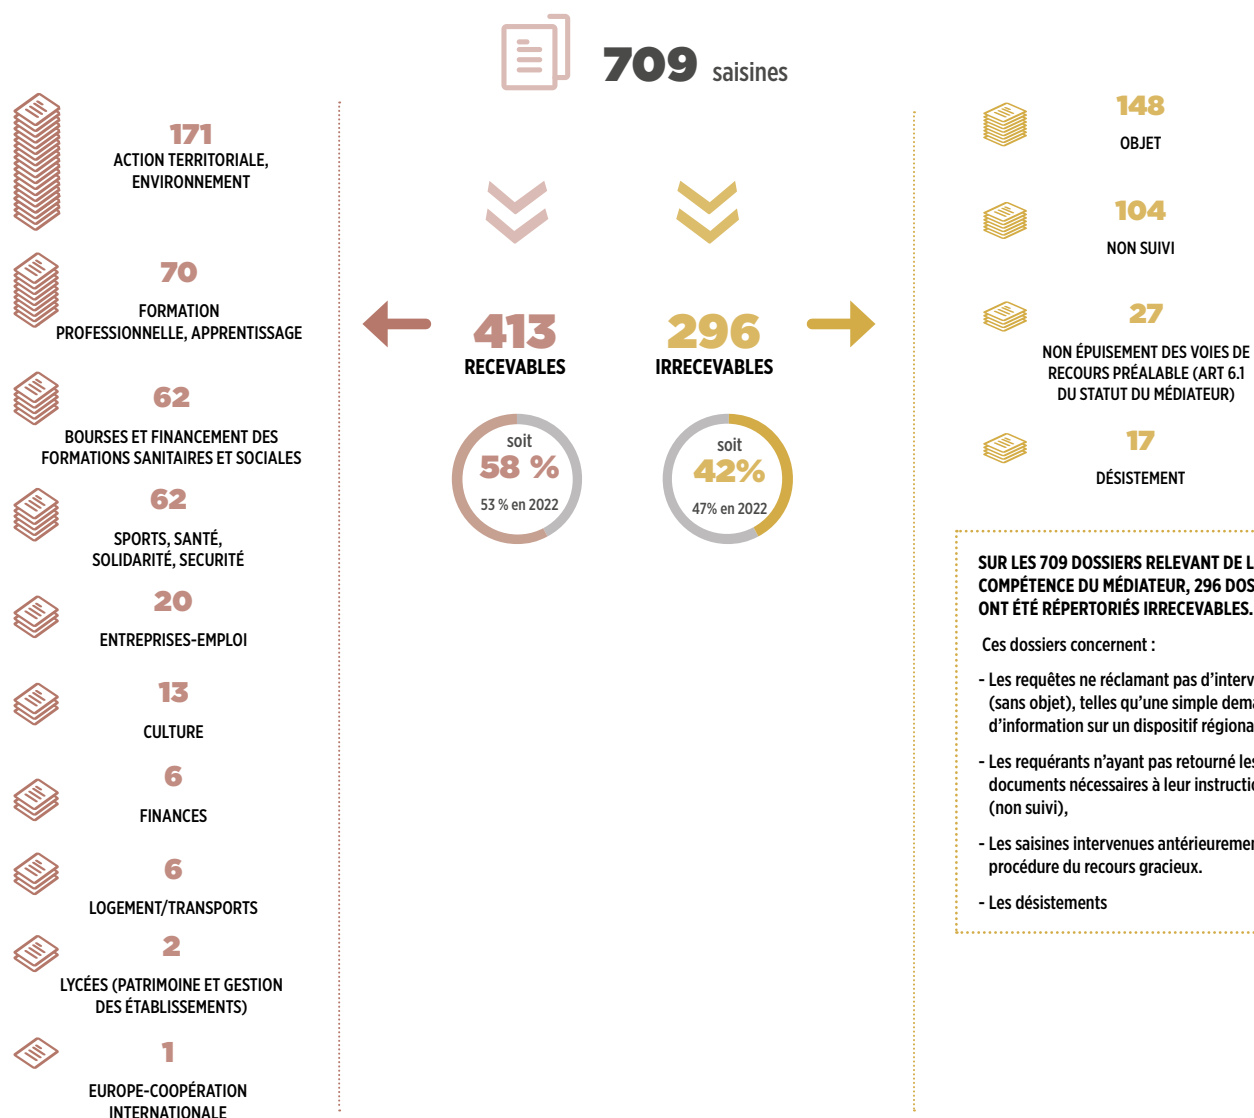 709 saisines
171
ACTION TERRITORIALE,
ENVIRONNEMENT
70
FORMATION
PROFESSIONNELLE, APPRENTISSAGE
62
BOURSES ET FINANCEMENT DES
FORMATIONS SANITAIRES ET SOCIALES
62
SPORTS, SANTÉ,
SOLIDARITÉ, SECURITÉ
20
ENTREPRISES-EMPLOI
13
CULTURE
6
FINANCES
6
LOGEMENT/TRANSPORTS
2
LYCÉES (PATRIMOINE ET GESTION
DES ÉTABLISSEMENTS)
1
EUROPE-COOPÉRATION
INTERNATIONALE
413
RECEVABLES
soit
58 %
53 % en 2022
296
IRRECEVABLES
soit
42%
47% en 2022
148
OBJET
104
NON SUIVI
27
NON ÉPUISEMENT DES VOIES DE
RECOURS PRÉALABLE (ART 6.1
DU STATUT DU MÉDIATEUR)
17
DÉSISTEMENT
SUR LES 709 DOSSIERS RELEVANT DE
COMPÉTENCE DU MÉDIATEUR, 296
ONT ÉTÉ RÉPERTORIÉS IRRECEVABLES.
Ces dossiers concernent :
- Les requêtes ne réclamant pas
(sans objet), telles qu’une simple
d’information sur un dispositif
- Les requérants n’ayant pas retourné les
documents nécessaires à leur
(non suivi),
- Les saisines intervenues
procédure du recours gracieux.
- Les désistements